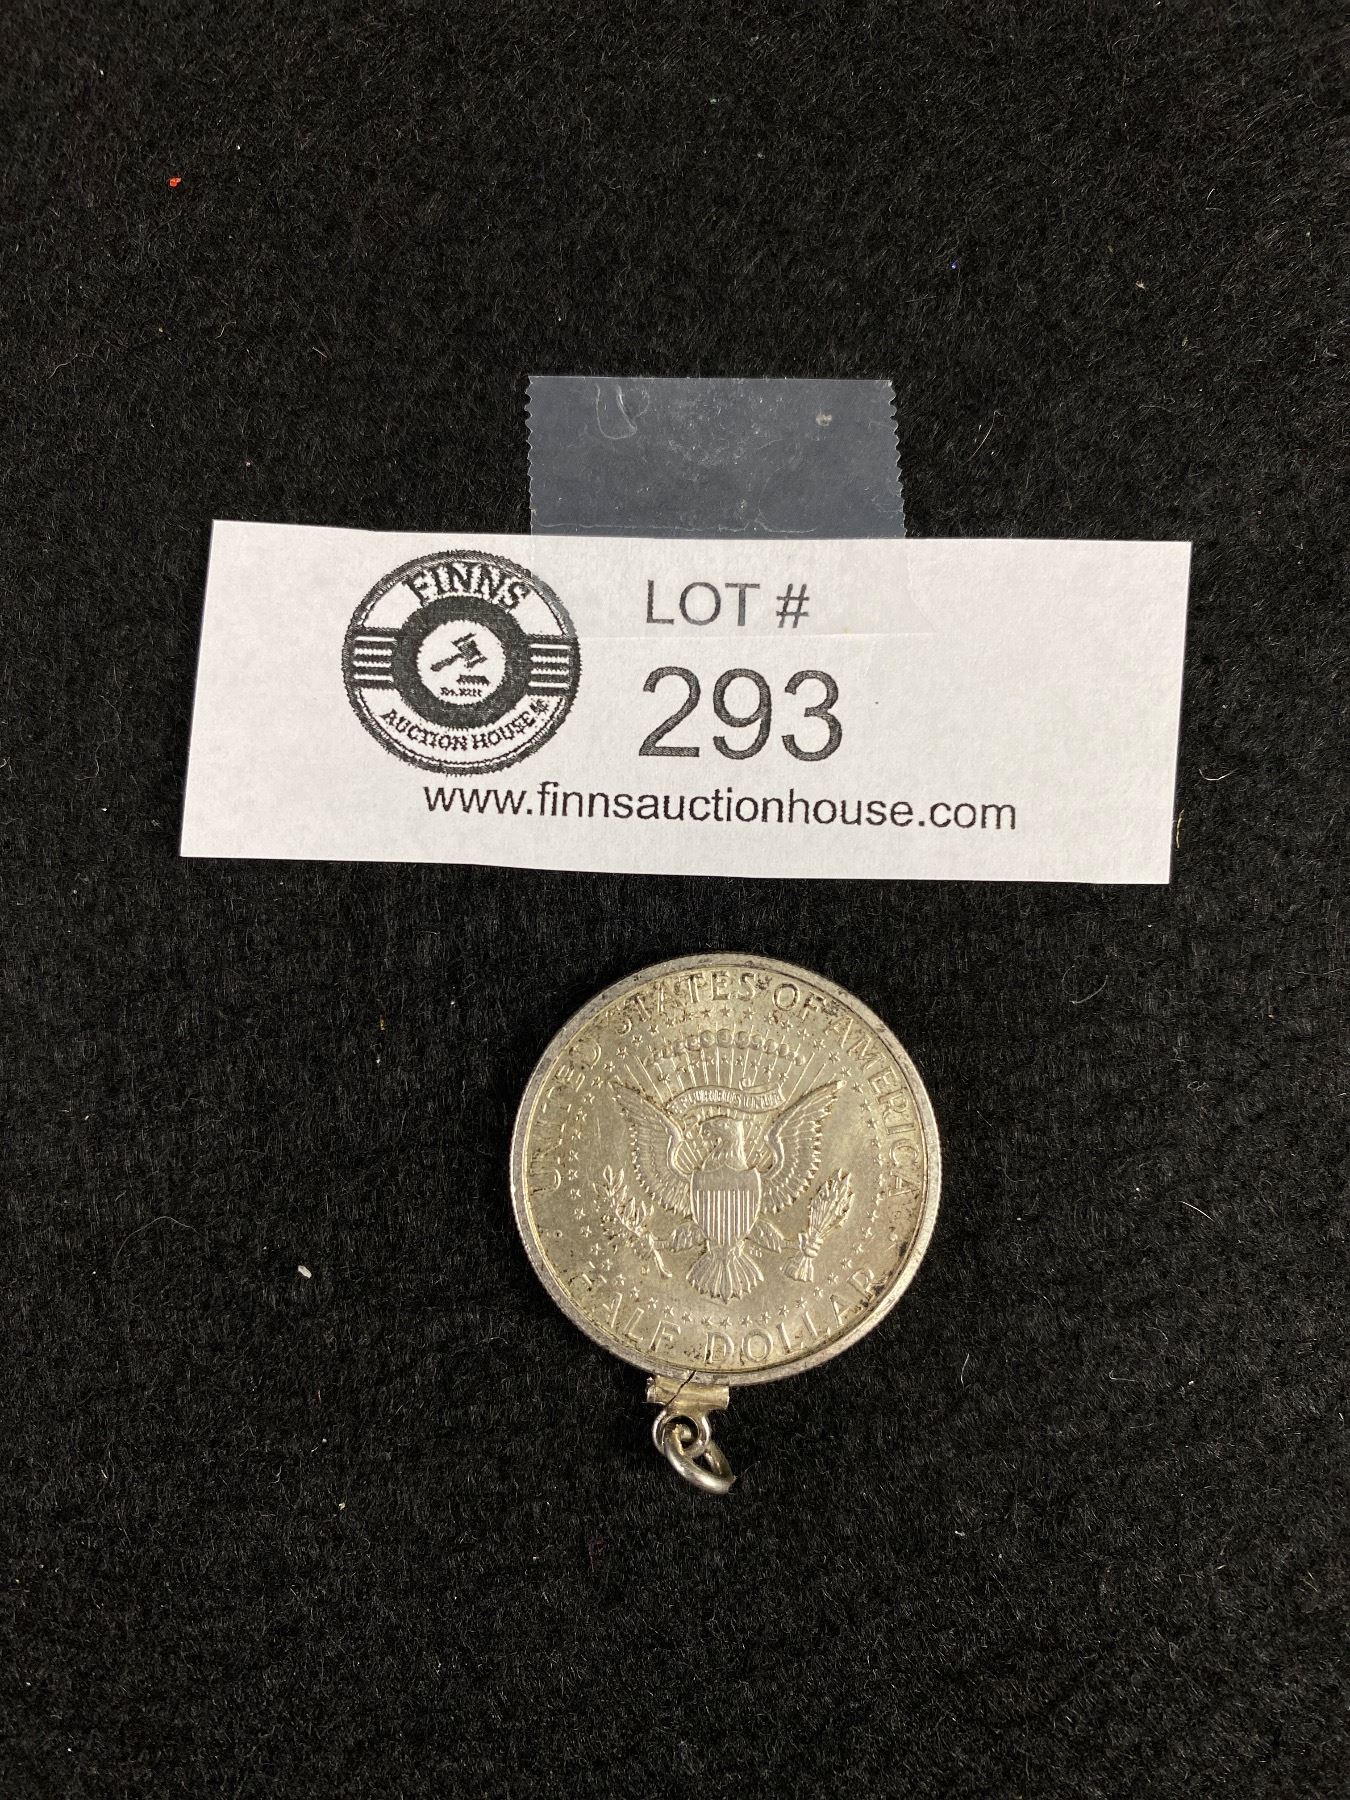 FINNS
AUCTION HOUSE
LOT #
293
www.finnsauctionhouse.com
UNITED STATES OF AMERICA
HALF DOLLAR